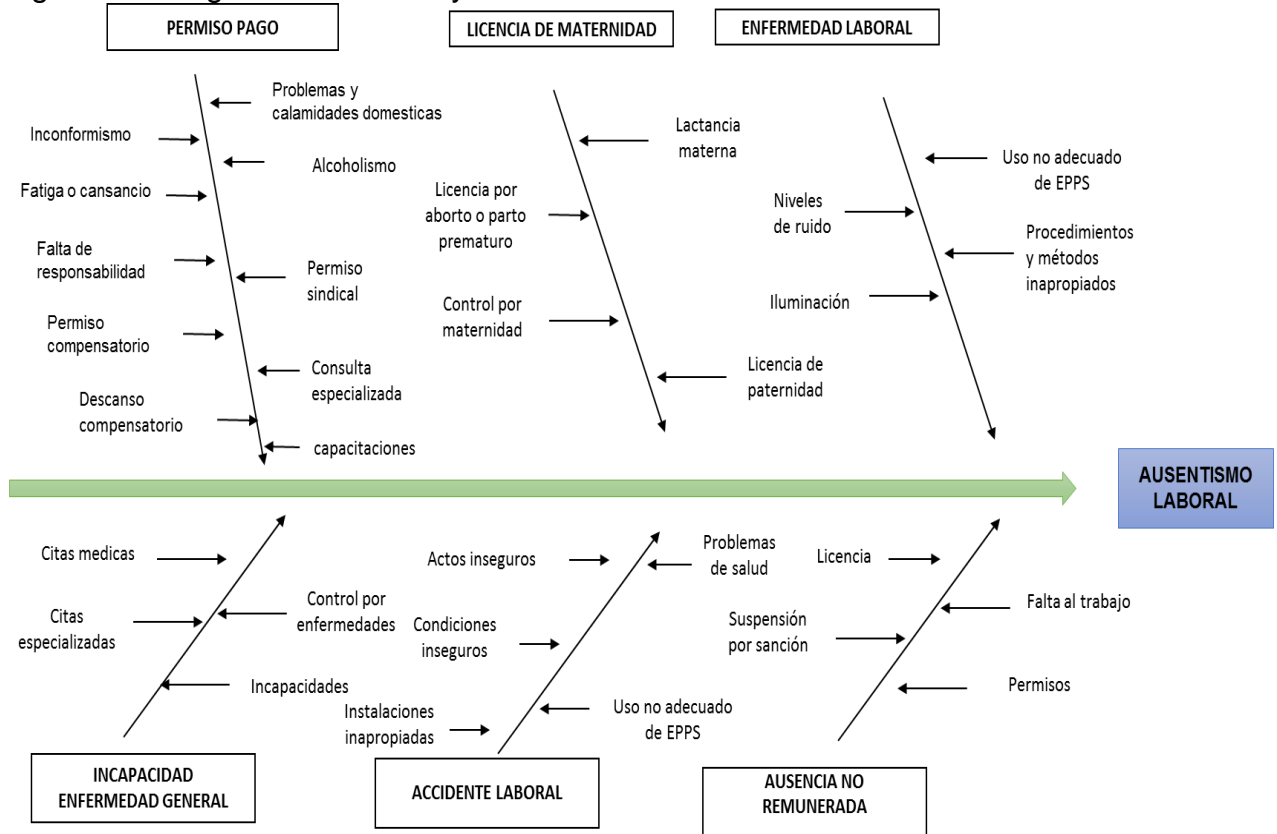 PERMISO PAGO
LICENCIA DE MATERNIDAD
ENFERMEDAD LABORAL
Problemas y
calamidades domesticas
Inconformismo
Alcoholismo
Fatiga o cansancio
Falta de
responsabilidad
Permiso
sindical
Permiso
compensatorio
Consulta
especializada
Descanso
compensatorio
capacitaciones
Lactancia
materna
Licencia por
aborto o parto
prematuro
Control por
maternidad
Licencia de
paternidad
Uso no adecuado
de EPPS
Niveles
de ruido
Procedimientos
y métodos
inapropiados
Iluminación
AUSENTISMO
LABORAL
Citas medicas
Citas
especializadas
Control por
enfermedades
Incapacidades
Actos inseguros
Problemas
de salud
Condiciones
inseguros
Instalaciones
inapropiadas
Uso no adecuado
de EPPS
Licencia
Falta al trabajo
Suspensión
por sanción
Permisos
INCAPACIDAD
ENFERMEDAD GENERAL
ACCIDENTE LABORAL
AUSENCIA NO
REMUNERADA